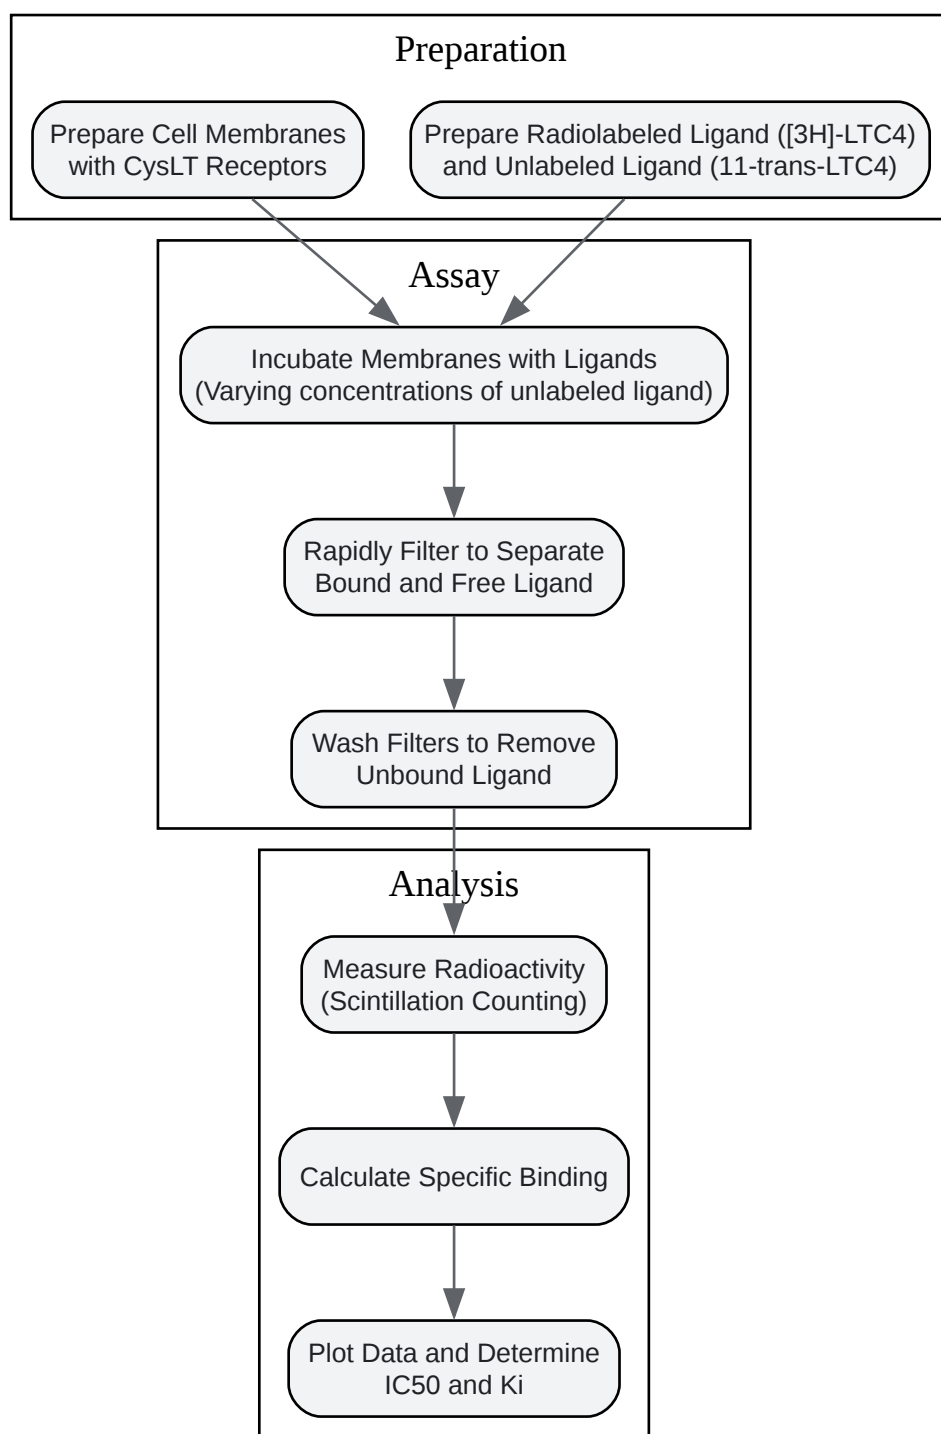 Preparation
Prepare Cell Membranes
with CysLT Receptors
Prepare Radiolabeled Ligand ([3H]-LTC4)
and Unlabeled Ligand (11-trans-LTC4)
Assay
Incubate Membranes with Ligands
(Varying concentrations of unlabeled ligand)
Rapidly Filter to Separate
Bound and Free Ligand
Wash Filters to Remove
Unbound Ligand
Analysis
Measure Radioactivity
(Scintillation Counting)
Calculate Specific Binding
Plot Data and Determine
IC50 and Ki